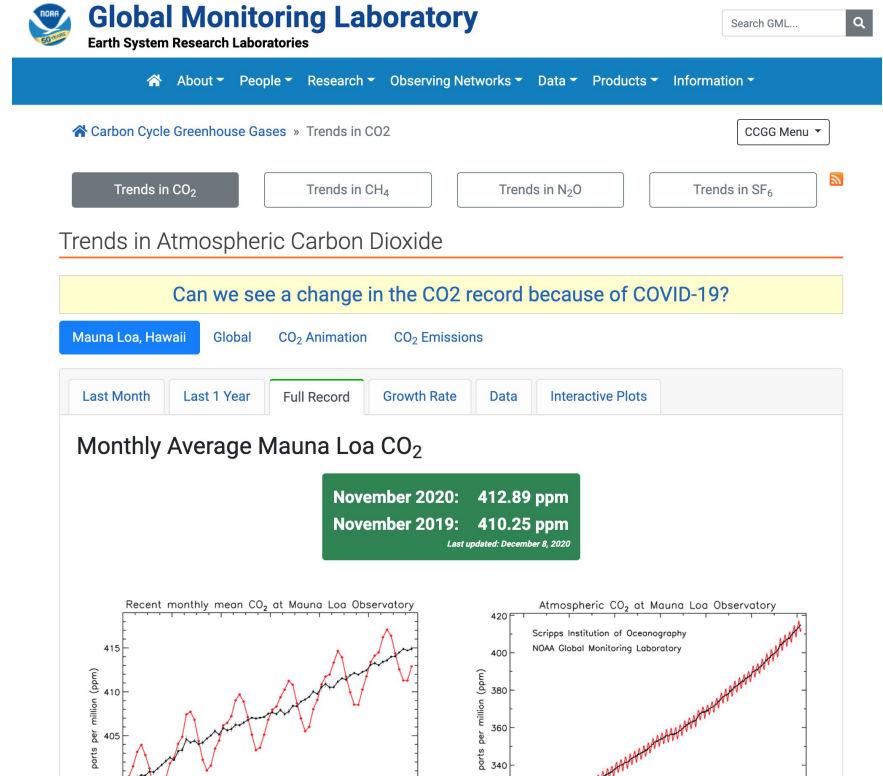 NOAA
50 YEARS
Global Monitoring Laboratory
Earth System Research Laboratories
Search GML...
About People Research Observing Networks Data Products Information
Carbon Cycle Greenhouse Gases » Trends in CO2
CCGG Menu
Trends in CO₂ Trends in CH₄ Trends in N₂O Trends in SF₆
Trends in Atmospheric Carbon Dioxide
Can we see a change in the CO2 record because of COVID-19?
Mauna Loa, Hawaii Global CO₂ Animation CO₂ Emissions
Last Month Last 1 Year Full Record Growth Rate Data Interactive Plots
Monthly Average Mauna Loa CO₂
November 2020: 412.89 ppm
November 2019: 410.25 ppm
Last updated: December 8, 2020
Recent monthly mean CO₂ at Mauna Loa Observatory
415
410
405
parts per million (ppm)
Atmospheric CO₂ at Mauna Loa Observatory
Scripps Institution of Oceanography
NOAA Global Monitoring Laboratory
420
400
380
360
340
parts per million (ppm)